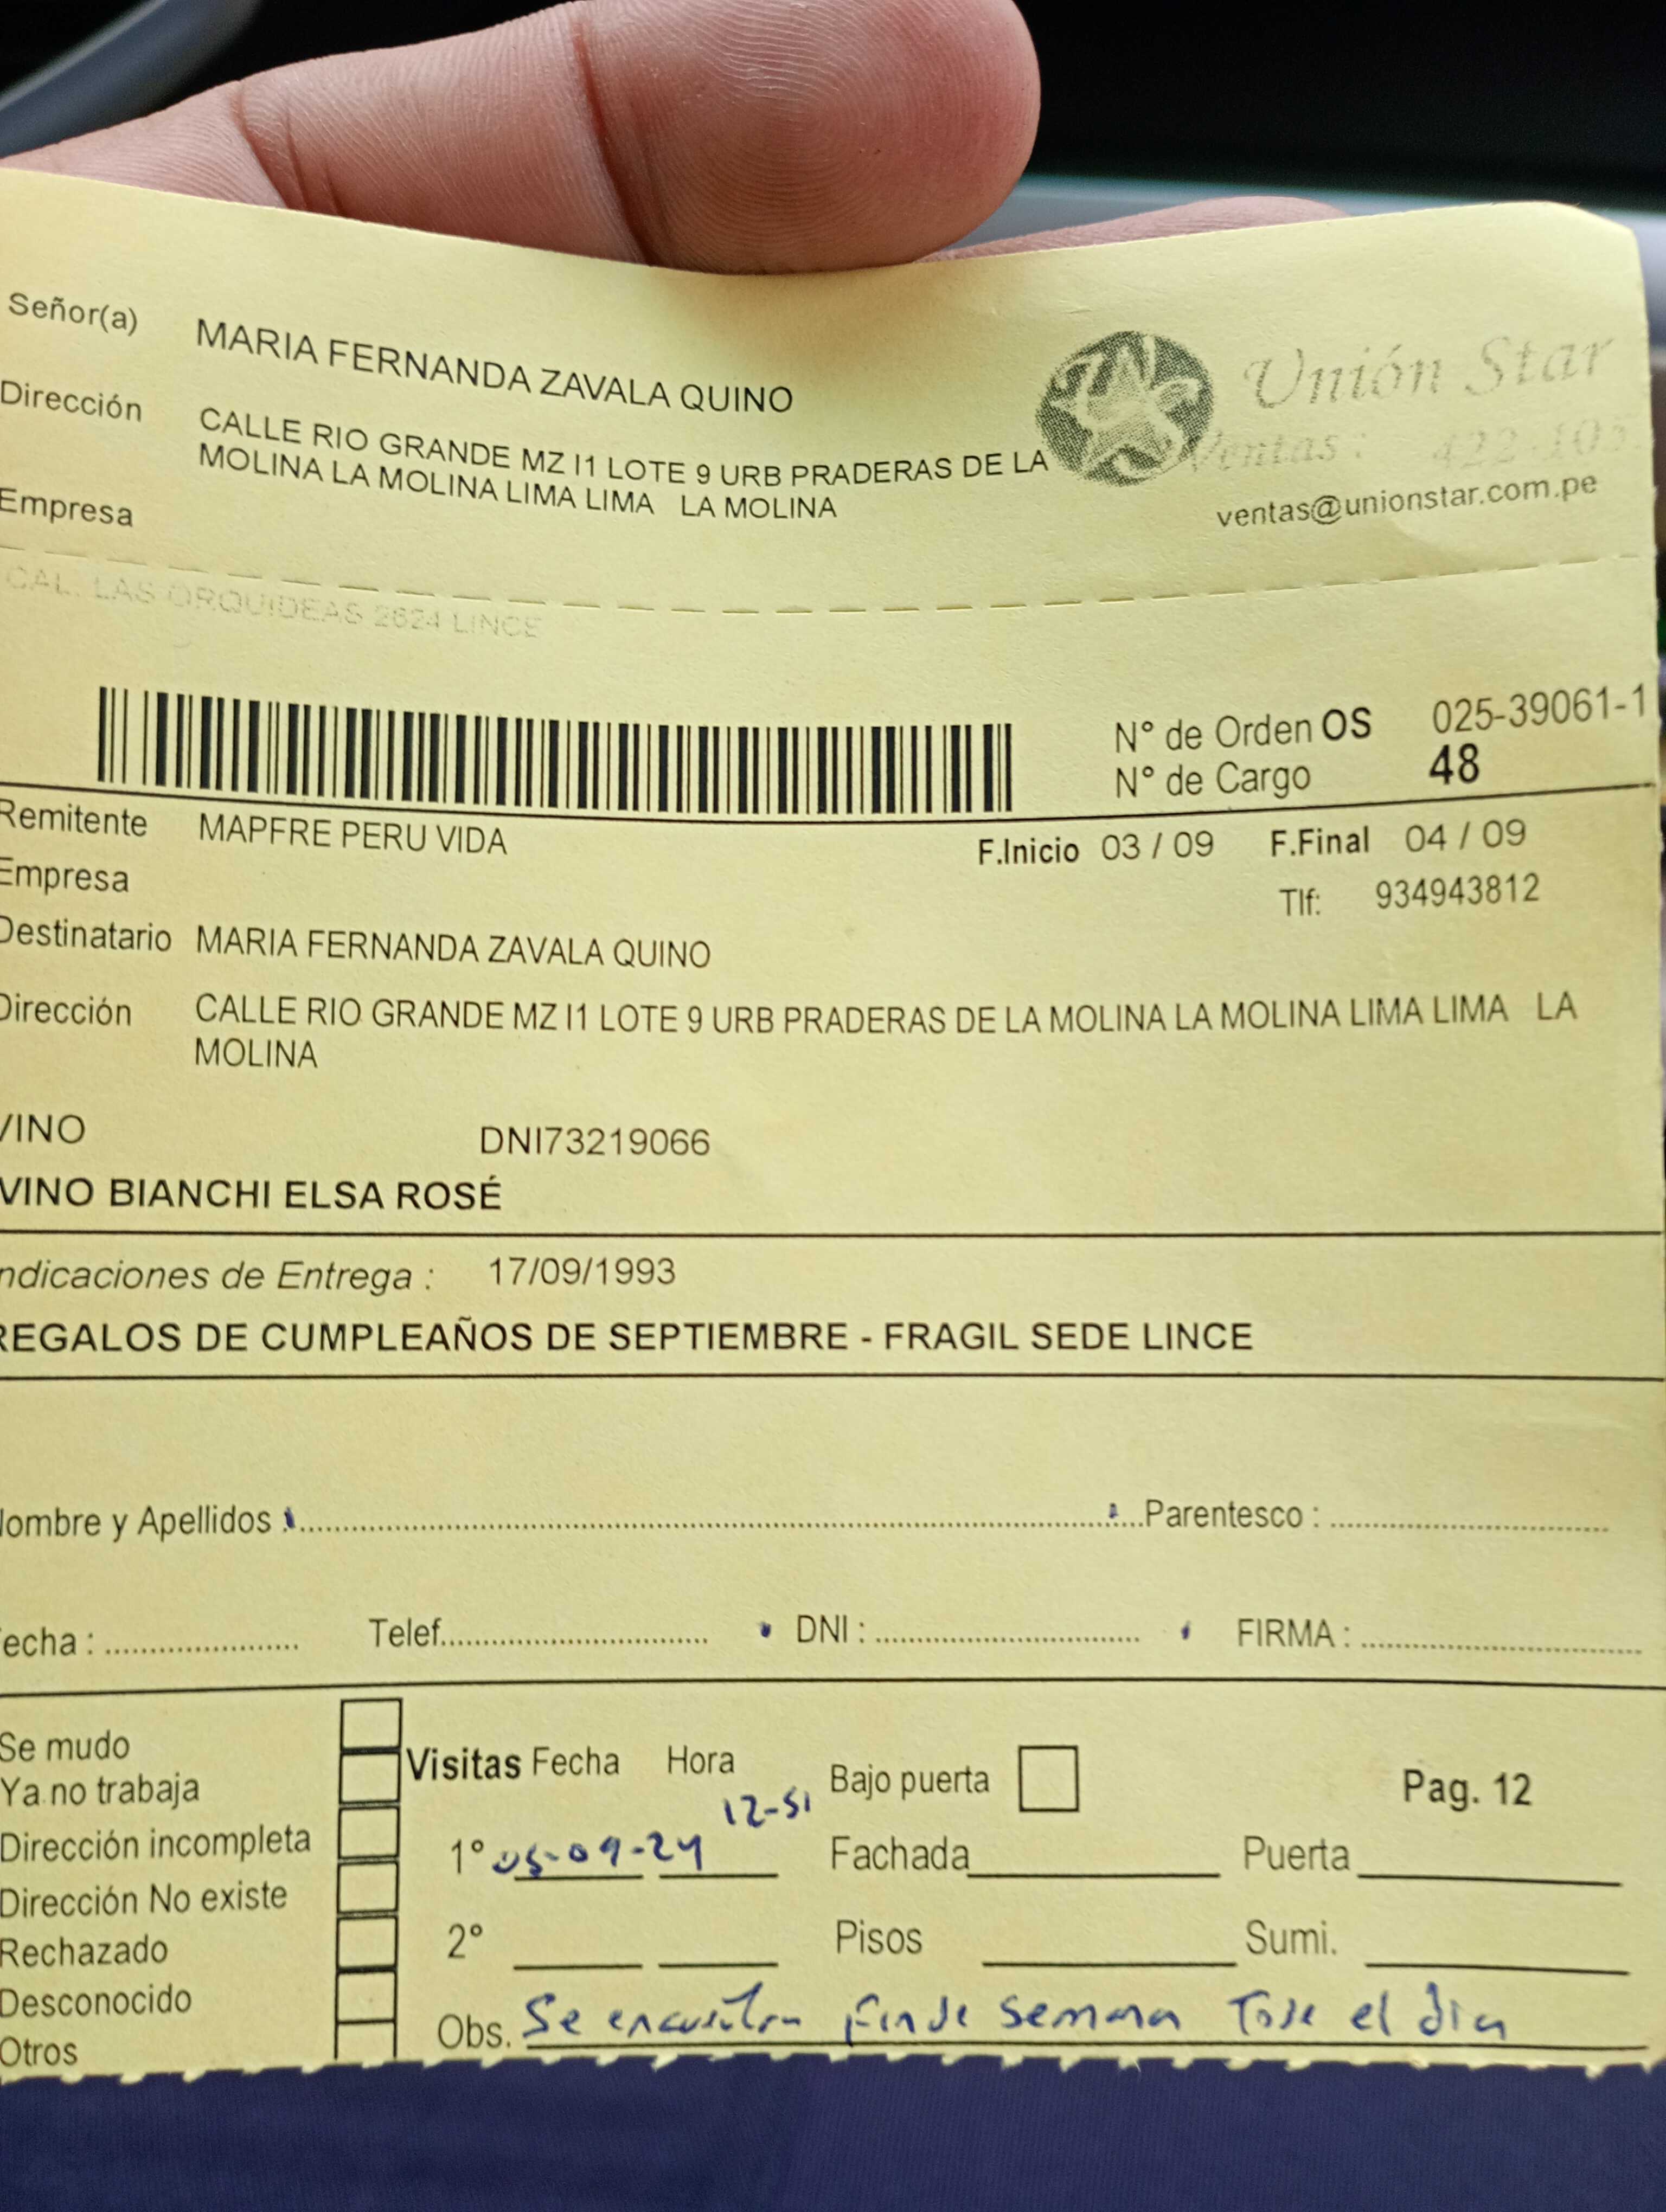 Señor(a) MARIA FERNANDA ZAVALA QUINO
Unión Star
Dirección CALLE RIO GRANDE MZ I1 LOTE 9 URB PRADERAS DE LA
MOLINA LA MOLINA LIMA LIMA LA MOLINA
Ventas : 422-105
ventas@unionstar.com.pe
Empresa
CAL. LAS ORQUIDEAS 2624 LINCE
N° de Orden OS 025-39061-1
N° de Cargo 48
Remitente MAPFRE PERU VIDA
F.Inicio 03 / 09 F.Final 04 / 09
Empresa
Tlf: 934943812
Destinatario MARIA FERNANDA ZAVALA QUINO
Dirección CALLE RIO GRANDE MZ I1 LOTE 9 URB PRADERAS DE LA MOLINA LA MOLINA LIMA LIMA LA
MOLINA
VINO DNI73219066
VINO BIANCHI ELSA ROSÉ
ndicaciones de Entrega : 17/09/1993
REGALOS DE CUMPLEAÑOS DE SEPTIEMBRE - FRAGIL SEDE LINCE
Nombre y Apellidos : Parentesco :
echa : Telef. DNI : FIRMA :
Se mudo
Ya no trabaja
Dirección incompleta
Dirección No existe
Rechazado
Desconocido
Otros
Visitas Fecha Hora
12-51
1° 05-09-24
2°
Bajo puerta Pag. 12
Fachada Puerta
Pisos Sumi.
Obs. Se encuentra fin de semana Tode el dia